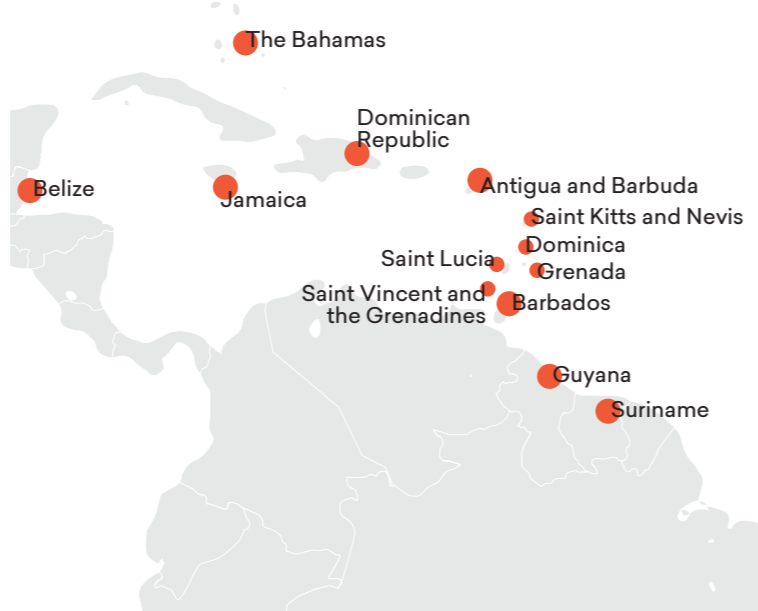 The Bahamas
Dominican
Republic
Belize
Jamaica
Antigua and Barbuda
Saint Kitts and Nevis
Dominica
Saint Lucia
Grenada
Saint Vincent and
the Grenadines
Barbados
Guyana
Suriname